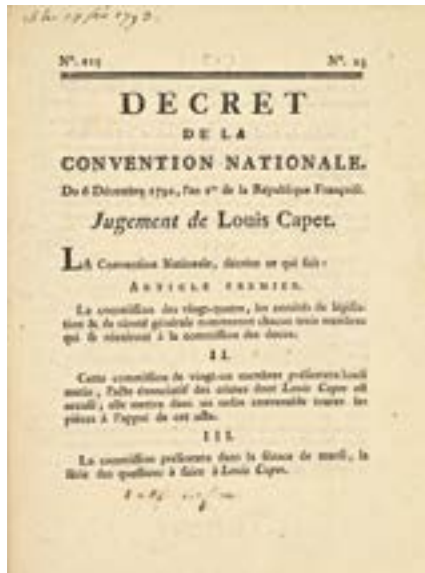 Nº. 23
DECRET
DE LA
CONVENTION NATIONALE.
Du 6 Décembre 1792, l'an 1er de la République Françoise.
Jugement de Louis Capet.
LA Convention Nationale, décrète ce qui suit :
ARTICLE PREMIER.
La commission des vingt-quatre, les comités de législa-
tion & de sûreté générale nommeront chacun trois membres
qui se réuniront à la commission des douze.
II.
Cette commission de vingt-un membres présentera lundi
matin, l'acte énonciatif des crimes dont Louis Capet est
accusé; elle mettra dans un ordre convenable toutes les
pièces à l'appui de cet acte.
III.
La commission présentera dans la séance de mardi, la
série des questions à faire à Louis Capet.